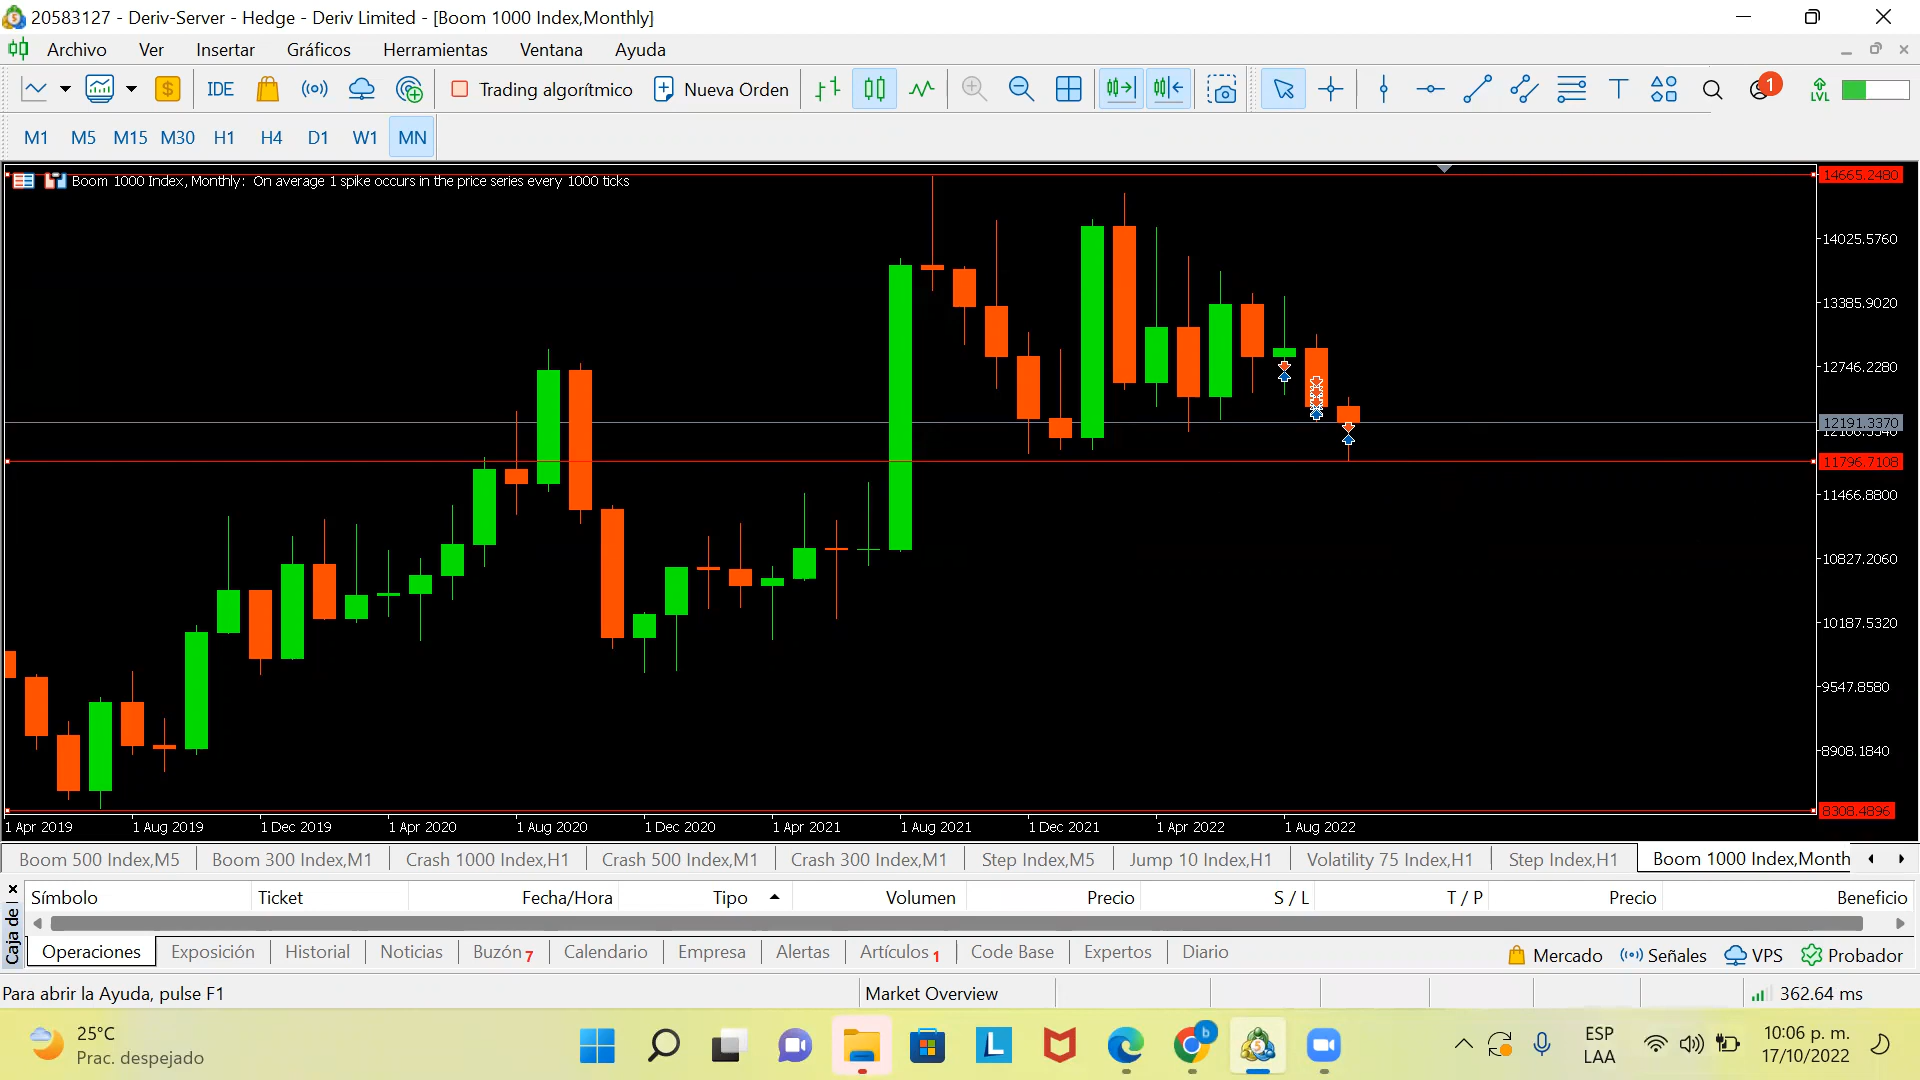 20583127 - Deriv-Server - Hedge - Deriv Limited - [Boom 1000 Index,Monthly]
Archivo Ver Insertar Gráficos Herramientas Ventana Ayuda
IDE Trading algorítmico Nueva Orden 1 LVL
M1 M5 M15 M30 H1 H4 D1 W1 MN
Boom 1000 Index, Monthly: On average 1 spike occurs in the price series every 1000 ticks
14665.2480
14025.5760
13385.9020
12746.2280
12191.3370
11796.7108
11466.8800
10827.2060
10187.5320
9547.8580
8908.1840
8308.4896
1 Apr 2019 1 Aug 2019 1 Dec 2019 1 Apr 2020 1 Aug 2020 1 Dec 2020 1 Apr 2021 1 Aug 2021 1 Dec 2021 1 Apr 2022 1 Aug 2022
Boom 500 Index,M5 Boom 300 Index,M1 Crash 1000 Index,H1 Crash 500 Index,M1 Crash 300 Index,M1 Step Index,M5 Jump 10 Index,H1 Volatility 75 Index,H1 Step Index,H1 Boom 1000 Index,Month
Símbolo Ticket Fecha/Hora Tipo Volumen Precio S / L T / P Precio Beneficio
Caja de
Operaciones Exposición Historial Noticias Buzón 7 Calendario Empresa Alertas Artículos 1 Code Base Expertos Diario Mercado Señales VPS Probador
Para abrir la Ayuda, pulse F1 Market Overview 362.64 ms
25°C
Prac. despejado
L
b
ESP
LAA
10:06 p. m.
17/10/2022